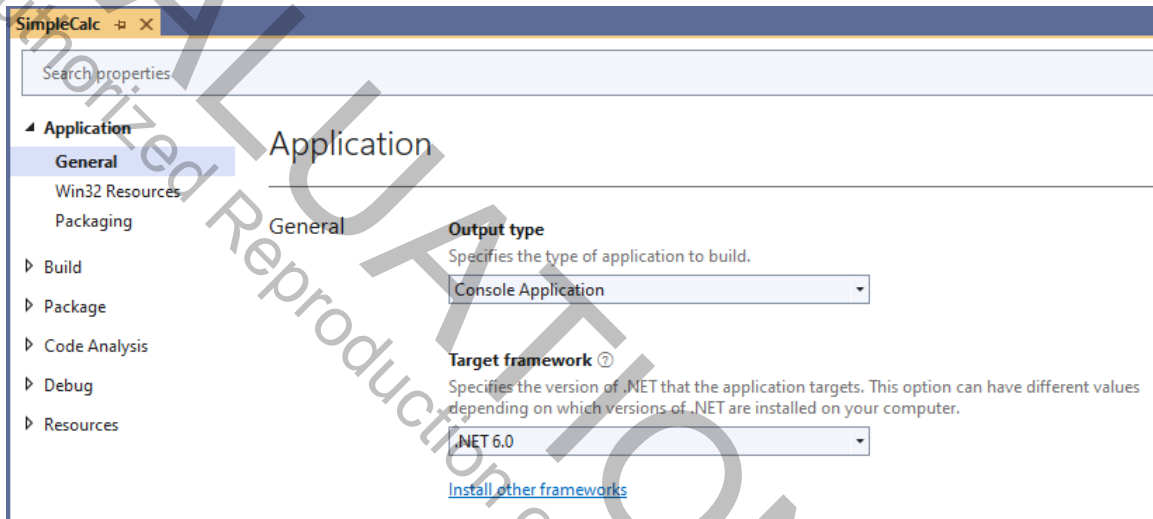 SimpleCalc
Search properties
Application
General
Win32 Resources
Packaging
Build
Package
Code Analysis
Debug
Resources
Application
General
Output type
Specifies the type of application to build.
Console Application
Target framework
Specifies the version of .NET that the application targets. This option can have different values
depending on which versions of .NET are installed on your computer.
.NET 6.0
Install other frameworks
Reproduction